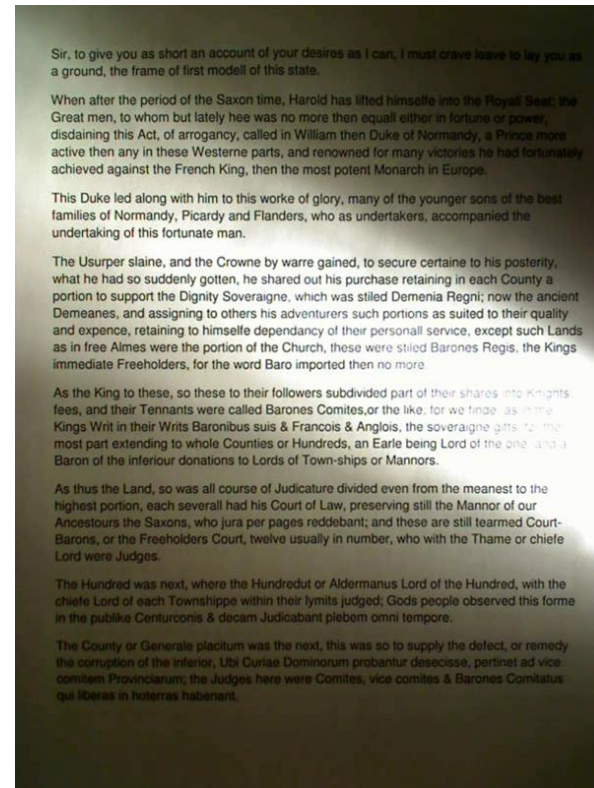 Sir, to give you as short an account of your desires as I can, I must crave leave to lay you as
a ground, the frame of first modell of this state.
When after the period of the Saxon time, Harold has lifted himselfe into the Royall Seat; the
Great men, to whom but lately hee was no more then equall either in fortune or power,
disdaining this Act, of arrogancy, called in William then Duke of Normandy, a Prince more
active then any in these Westerne parts, and renowned for many victories he had fortunately
achieved against the French King, then the most potent Monarch in Europe.
This Duke led along with him to this worke of glory, many of the younger sons of the best
families of Normandy, Picardy and Flanders, who as undertakers, accompanied the
undertaking of this fortunate man.
The Usurper slaine, and the Crowne by warre gained, to secure certaine to his posterity,
what he had so suddenly gotten, he shared out his purchase retaining in each County a
portion to support the Dignity Soveraigne, which was stiled Demenia Regni; now the ancient
Demeanes, and assigning to others his adventurers such portions as suited to their quality
and expence, retaining to himselfe dependancy of their personall service, except such Lands
as in free Almes were the portion of the Church, these were stiled Barones Regis, the Kings
immediate Freeholders, for the word Baro imported then no more
As the King to these, so these to their followers subdivided part of their shares into Knights
fees, and their Tennants were called Barones Comites,or the like, for we finde as in the
Kings Writ in their Writs Baronibus suis & Francois & Anglois, the soveraigne gifts for the
most part extending to whole Counties or Hundreds, an Earle being Lord of the one and a
Baron of the inferiour donations to Lords of Town-ships or Mannors.
As thus the Land, so was all course of Judicature divided even from the meanest to the
highest portion, each severall had his Court of Law, preserving still the Mannor of our
Ancestours the Saxons, who jura per pages reddebant; and these are still tearmed Court-
Barons, or the Freeholders Court, twelve usually in number, who with the Thame or chiefe
Lord were Judges.
The Hundred was next, where the Hundredut or Aldermanus Lord of the Hundred, with the
chiefe Lord of each Townshippe within their lymits judged; Gods people observed this forme
in the publike Centurconis & decam Judicabant plebem omni tempore.
The County or Generale placitum was the next, this was so to supply the defect, or remedy
the corruption of the inferior, Ubi Curiae Dominorum probantur desecisse, pertinet ad vice
comitem Provinciarum; the Judges here were Comites, vice comites & Barones Comitatus
qui liberas in hoterras habenant.